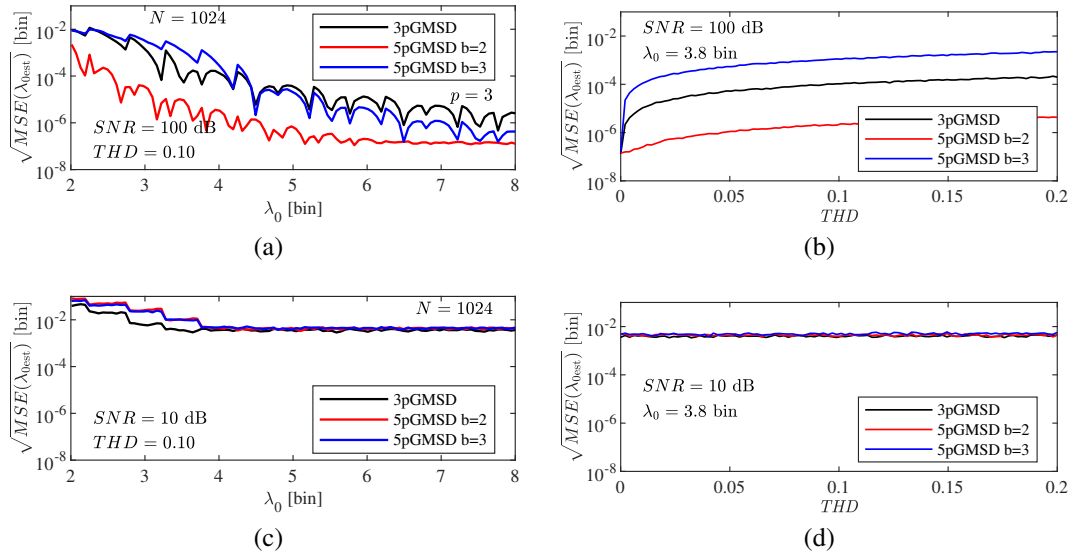 N = 1024
3pGMSD
5pGMSD b=2
5pGMSD b=3
p = 3
SNR = 100 dB
THD = 0.10
√MSE(λ0est) [bin]
10^-2
10^-4
10^-6
10^-8
2 3 4 5 6 7 8
λ0 [bin]
(a)
SNR = 100 dB
λ0 = 3.8 bin
3pGMSD
5pGMSD b=2
5pGMSD b=3
√MSE(λ0est) [bin]
10^-2
10^-4
10^-6
10^-8
0 0.05 0.1 0.15 0.2
THD
(b)
N = 1024
SNR = 10 dB
THD = 0.10
3pGMSD
5pGMSD b=2
5pGMSD b=3
√MSE(λ0est) [bin]
10^-2
10^-4
10^-6
10^-8
2 3 4 5 6 7 8
λ0 [bin]
(c)
SNR = 10 dB
λ0 = 3.8 bin
3pGMSD
5pGMSD b=2
5pGMSD b=3
√MSE(λ0est) [bin]
10^-2
10^-4
10^-6
10^-8
0 0.05 0.1 0.15 0.2
THD
(d)